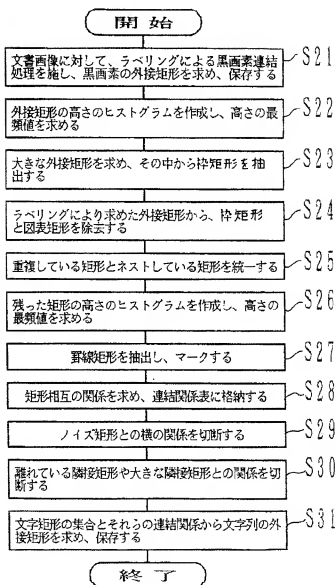 開始
文書画像に対して、ラベリングによる黒画素連結
処理を施し、黒画素の外接矩形を求め、保存する
S21
外接矩形の高さのヒストグラムを作成し、高さの最
頻値を求める
S22
大きな外接矩形を求め、その中から枠矩形を抽
出する
S23
ラベリングにより求めた外接矩形から、枠矩形
と図表矩形を除去する
S24
重複している矩形とネストしている矩形を統一する
S25
残った矩形の高さのヒストグラムを作成し、高さの
最頻値を求める
S26
罫線矩形を抽出し、マークする
S27
矩形相互の関係を求め、連結関係表に格納する
S28
ノイズ矩形との横の関係を切断する
S29
離れている隣接矩形や大きな隣接矩形との関係を切
断する
S30
文字矩形の集合とそれらの連結関係から文字列の外
接矩形を求め、保存する
S31
終了